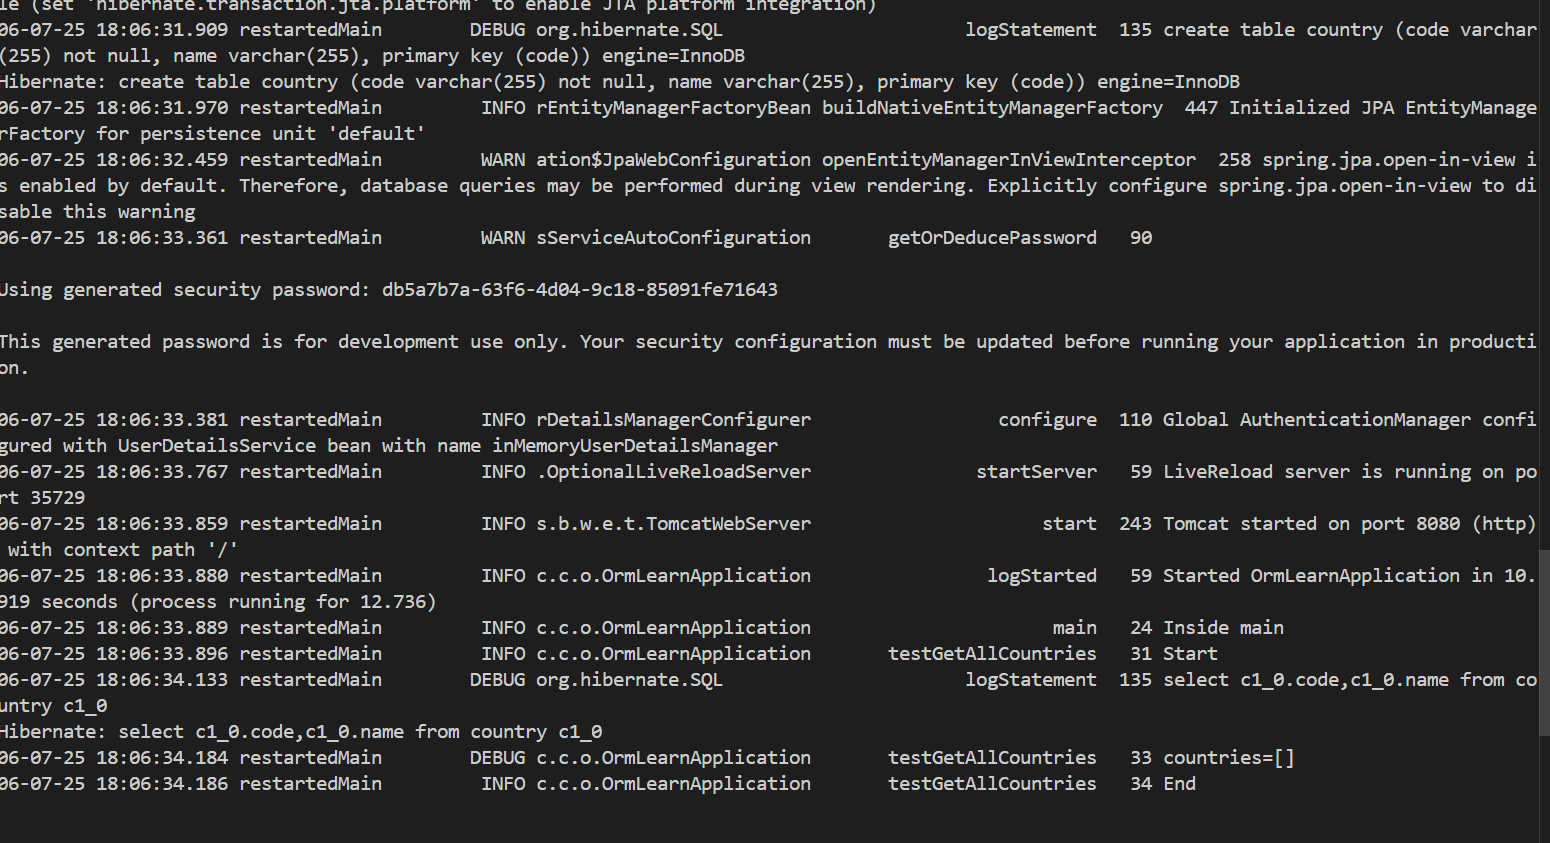 le (set 'hibernate.transaction.jta.platform' to enable JTA platform integration)
06-07-25 18:06:31.909 restartedMain        DEBUG org.hibernate.SQL                      logStatement  135 create table country (code varchar
(255) not null, name varchar(255), primary key (code)) engine=InnoDB
Hibernate: create table country (code varchar(255) not null, name varchar(255), primary key (code)) engine=InnoDB
06-07-25 18:06:31.970 restartedMain         INFO rEntityManagerFactoryBean buildNativeEntityManagerFactory  447 Initialized JPA EntityManage
rFactory for persistence unit 'default'
06-07-25 18:06:32.459 restartedMain         WARN ation$JpaWebConfiguration openEntityManagerInViewInterceptor  258 spring.jpa.open-in-view i
s enabled by default. Therefore, database queries may be performed during view rendering. Explicitly configure spring.jpa.open-in-view to di
sable this warning
06-07-25 18:06:33.361 restartedMain         WARN sServiceAutoConfiguration       getOrDeducePassword   90
Using generated security password: db5a7b7a-63f6-4d04-9c18-85091fe71643
This generated password is for development use only. Your security configuration must be updated before running your application in producti
on.
06-07-25 18:06:33.381 restartedMain         INFO rDetailsManagerConfigurer                 configure  110 Global AuthenticationManager confi
gured with UserDetailsService bean with name inMemoryUserDetailsManager
06-07-25 18:06:33.767 restartedMain         INFO .OptionalLiveReloadServer               startServer   59 LiveReload server is running on po
rt 35729
06-07-25 18:06:33.859 restartedMain         INFO s.b.w.e.t.TomcatWebServer                     start  243 Tomcat started on port 8080 (http)
 with context path '/'
06-07-25 18:06:33.880 restartedMain         INFO c.c.o.OrmLearnApplication                logStarted   59 Started OrmLearnApplication in 10.
919 seconds (process running for 12.736)
06-07-25 18:06:33.889 restartedMain         INFO c.c.o.OrmLearnApplication                      main   24 Inside main
06-07-25 18:06:33.896 restartedMain         INFO c.c.o.OrmLearnApplication       testGetAllCountries   31 Start
06-07-25 18:06:34.133 restartedMain        DEBUG org.hibernate.SQL                      logStatement  135 select c1_0.code,c1_0.name from co
untry c1_0
Hibernate: select c1_0.code,c1_0.name from country c1_0
06-07-25 18:06:34.184 restartedMain        DEBUG c.c.o.OrmLearnApplication       testGetAllCountries   33 countries=[]
06-07-25 18:06:34.186 restartedMain         INFO c.c.o.OrmLearnApplication       testGetAllCountries   34 End